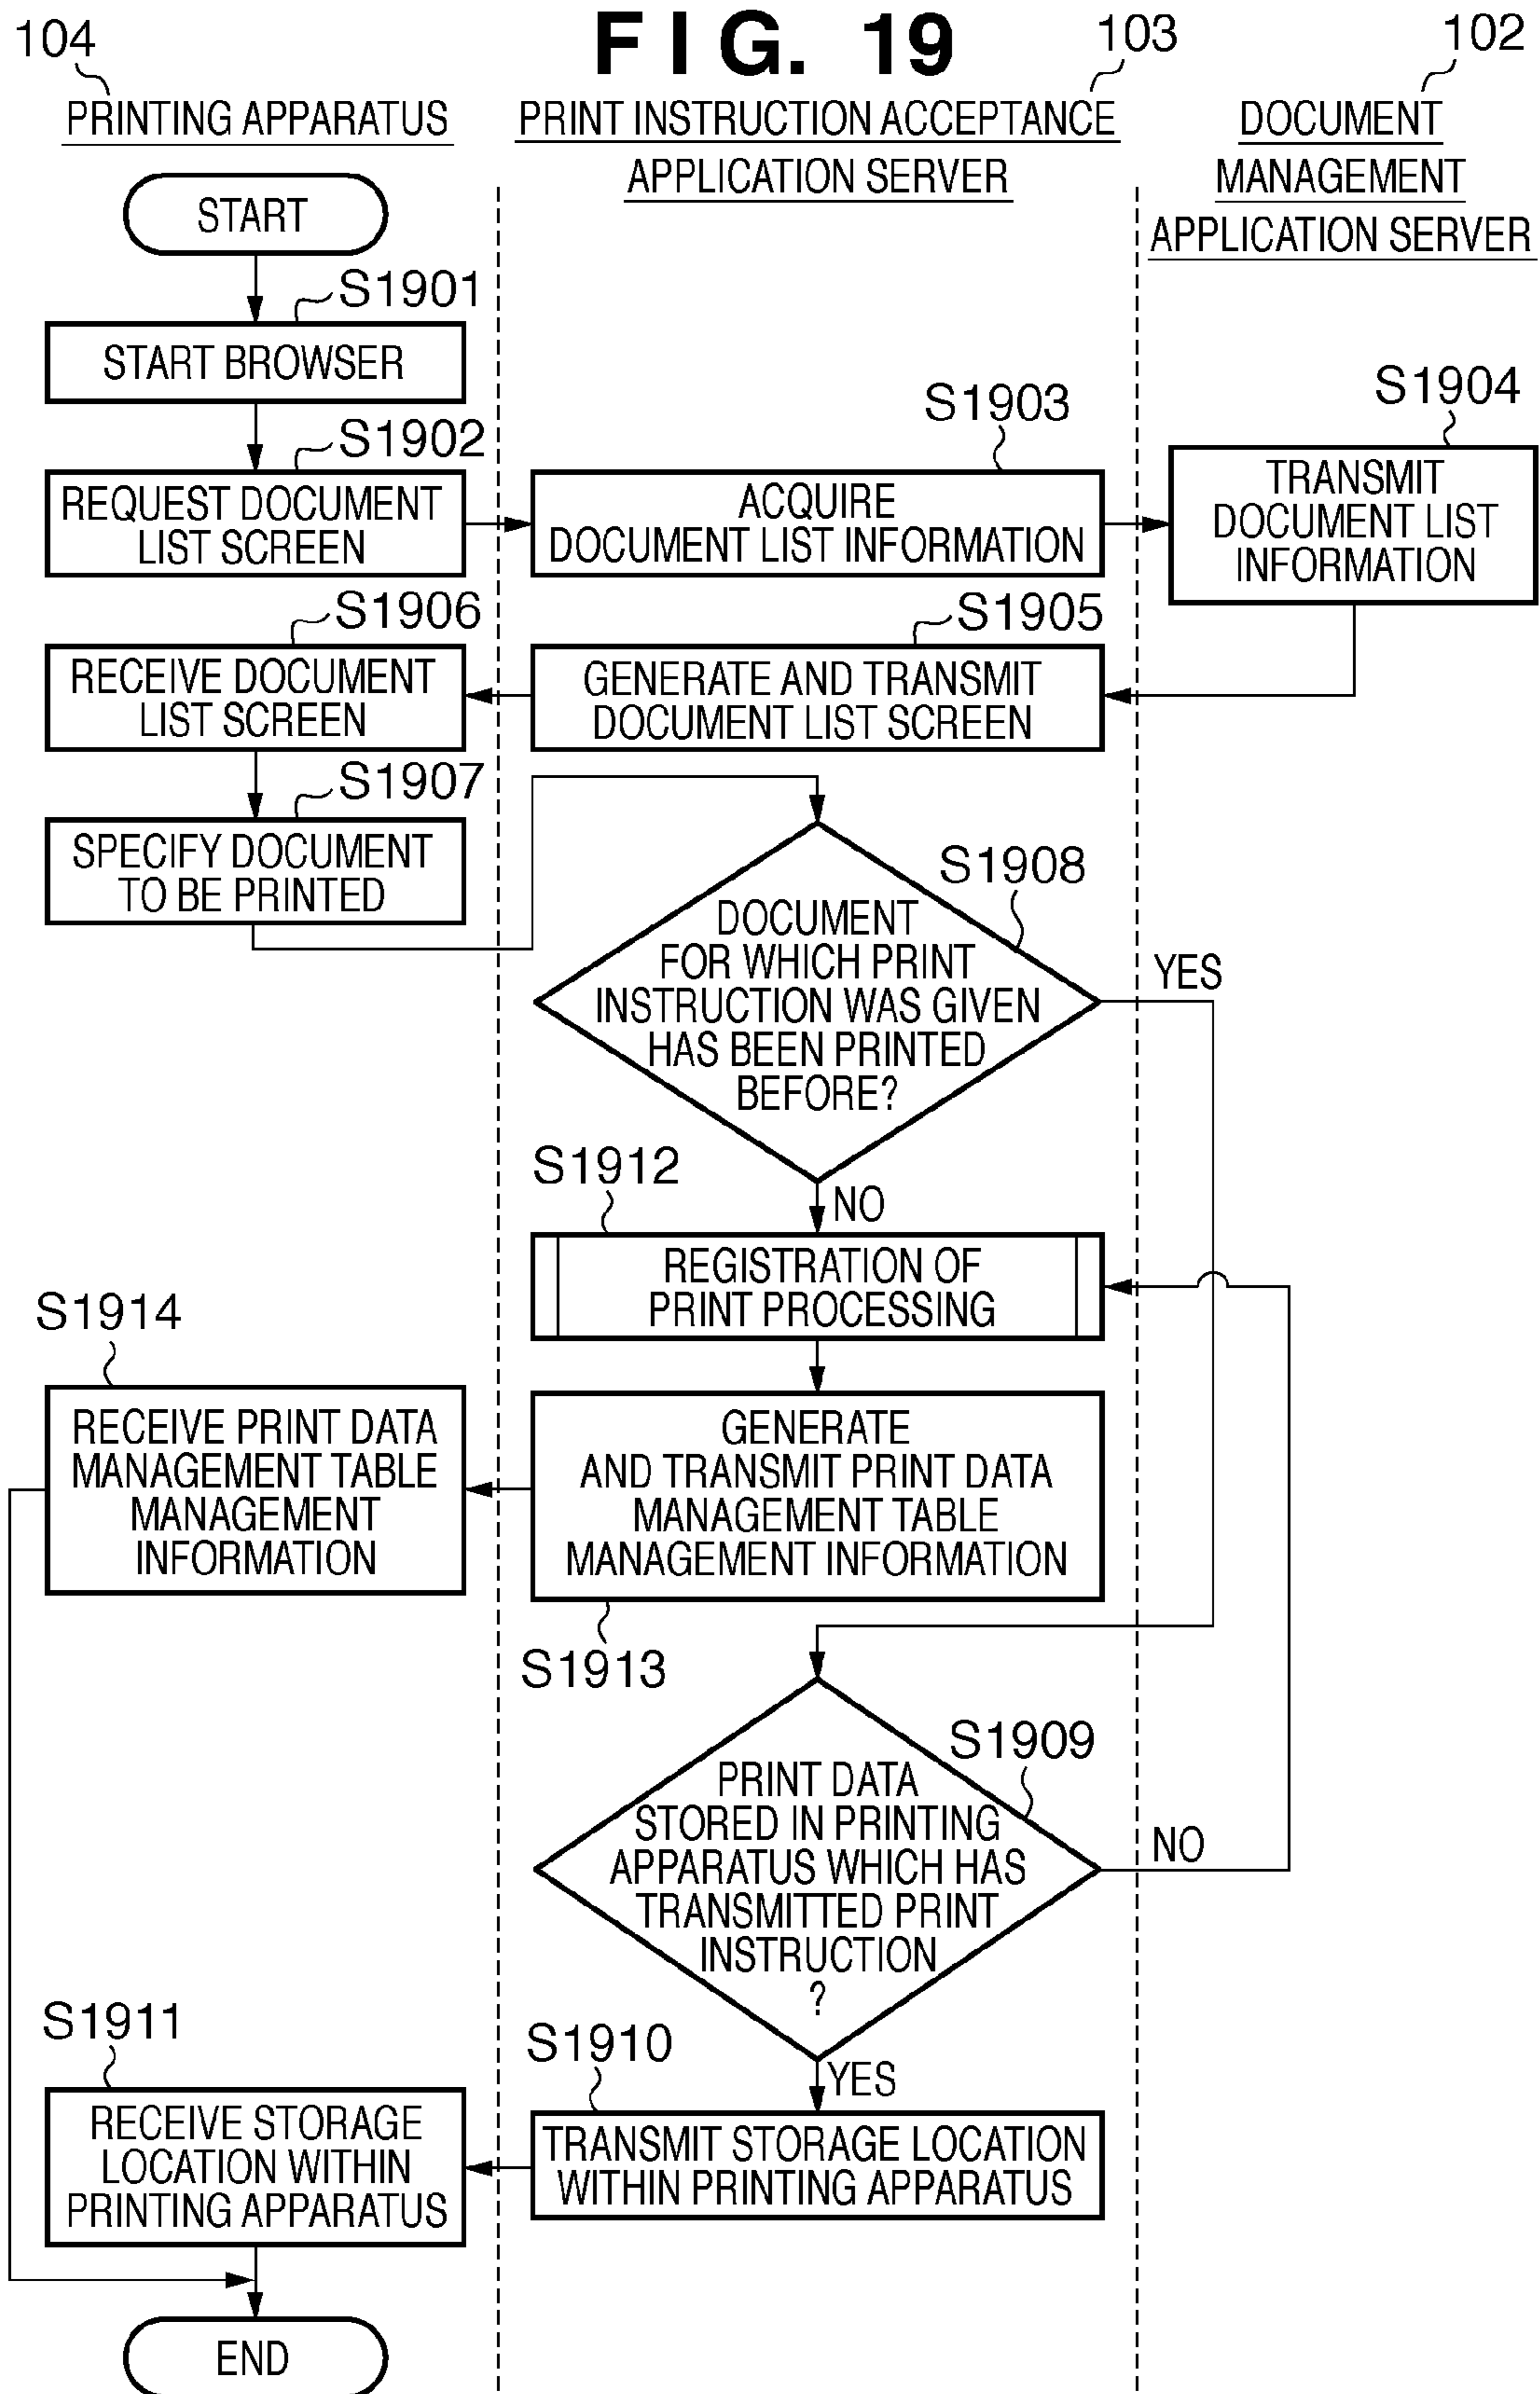 FIG. 19
104
PRINTING APPARATUS
103
PRINT INSTRUCTION ACCEPTANCE
APPLICATION SERVER
102
DOCUMENT
MANAGEMENT
APPLICATION SERVER
START
S1901
START BROWSER
S1902
REQUEST DOCUMENT
LIST SCREEN
S1903
ACQUIRE
DOCUMENT LIST INFORMATION
S1904
TRANSMIT
DOCUMENT LIST
INFORMATION
S1906
RECEIVE DOCUMENT
LIST SCREEN
S1905
GENERATE AND TRANSMIT
DOCUMENT LIST SCREEN
S1907
SPECIFY DOCUMENT
TO BE PRINTED
S1908
DOCUMENT
FOR WHICH PRINT
INSTRUCTION WAS GIVEN
HAS BEEN PRINTED
BEFORE?
YES
NO
S1912
REGISTRATION OF
PRINT PROCESSING
S1914
RECEIVE PRINT DATA
MANAGEMENT TABLE
MANAGEMENT
INFORMATION
GENERATE
AND TRANSMIT PRINT DATA
MANAGEMENT TABLE
MANAGEMENT INFORMATION
S1913
S1909
PRINT DATA
STORED IN PRINTING
APPARATUS WHICH HAS
TRANSMITTED PRINT
INSTRUCTION
?
NO
YES
S1911
RECEIVE STORAGE
LOCATION WITHIN
PRINTING APPARATUS
S1910
TRANSMIT STORAGE LOCATION
WITHIN PRINTING APPARATUS
END